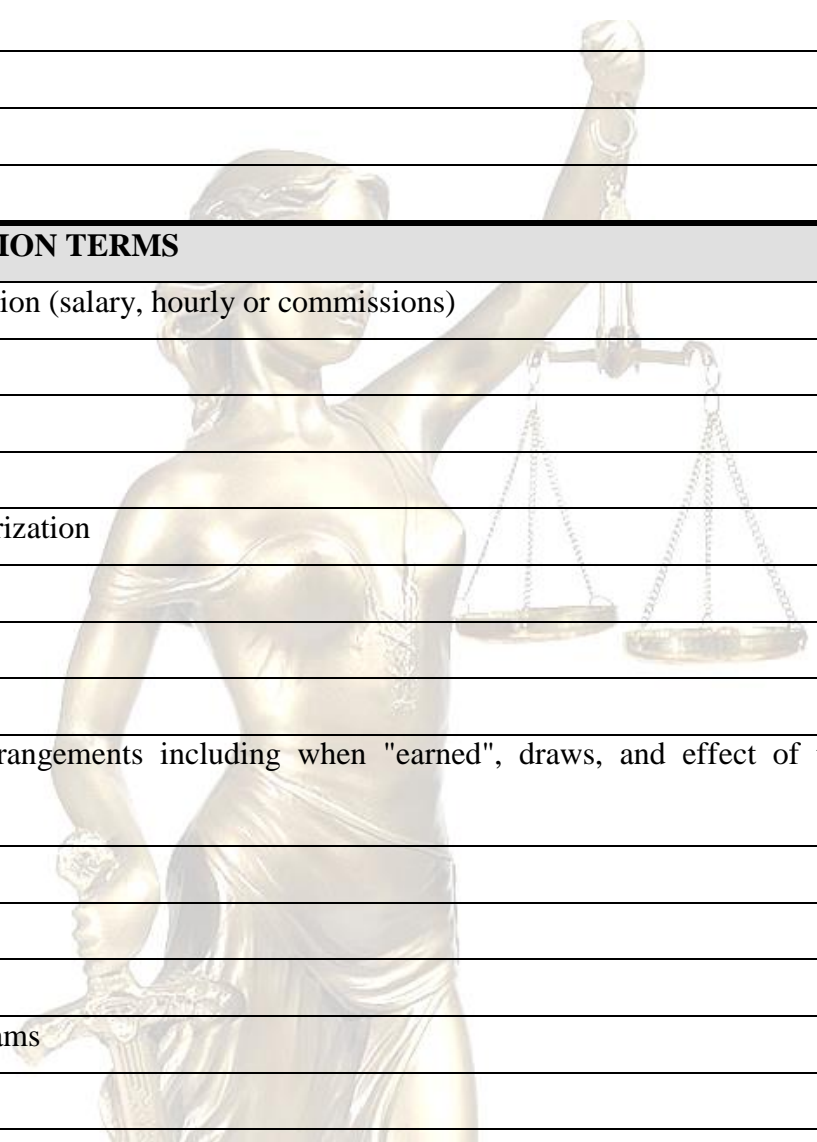 ION TERMS
ion (salary, hourly or commissions)
rization
rangements including when "earned", draws, and effect of
ams